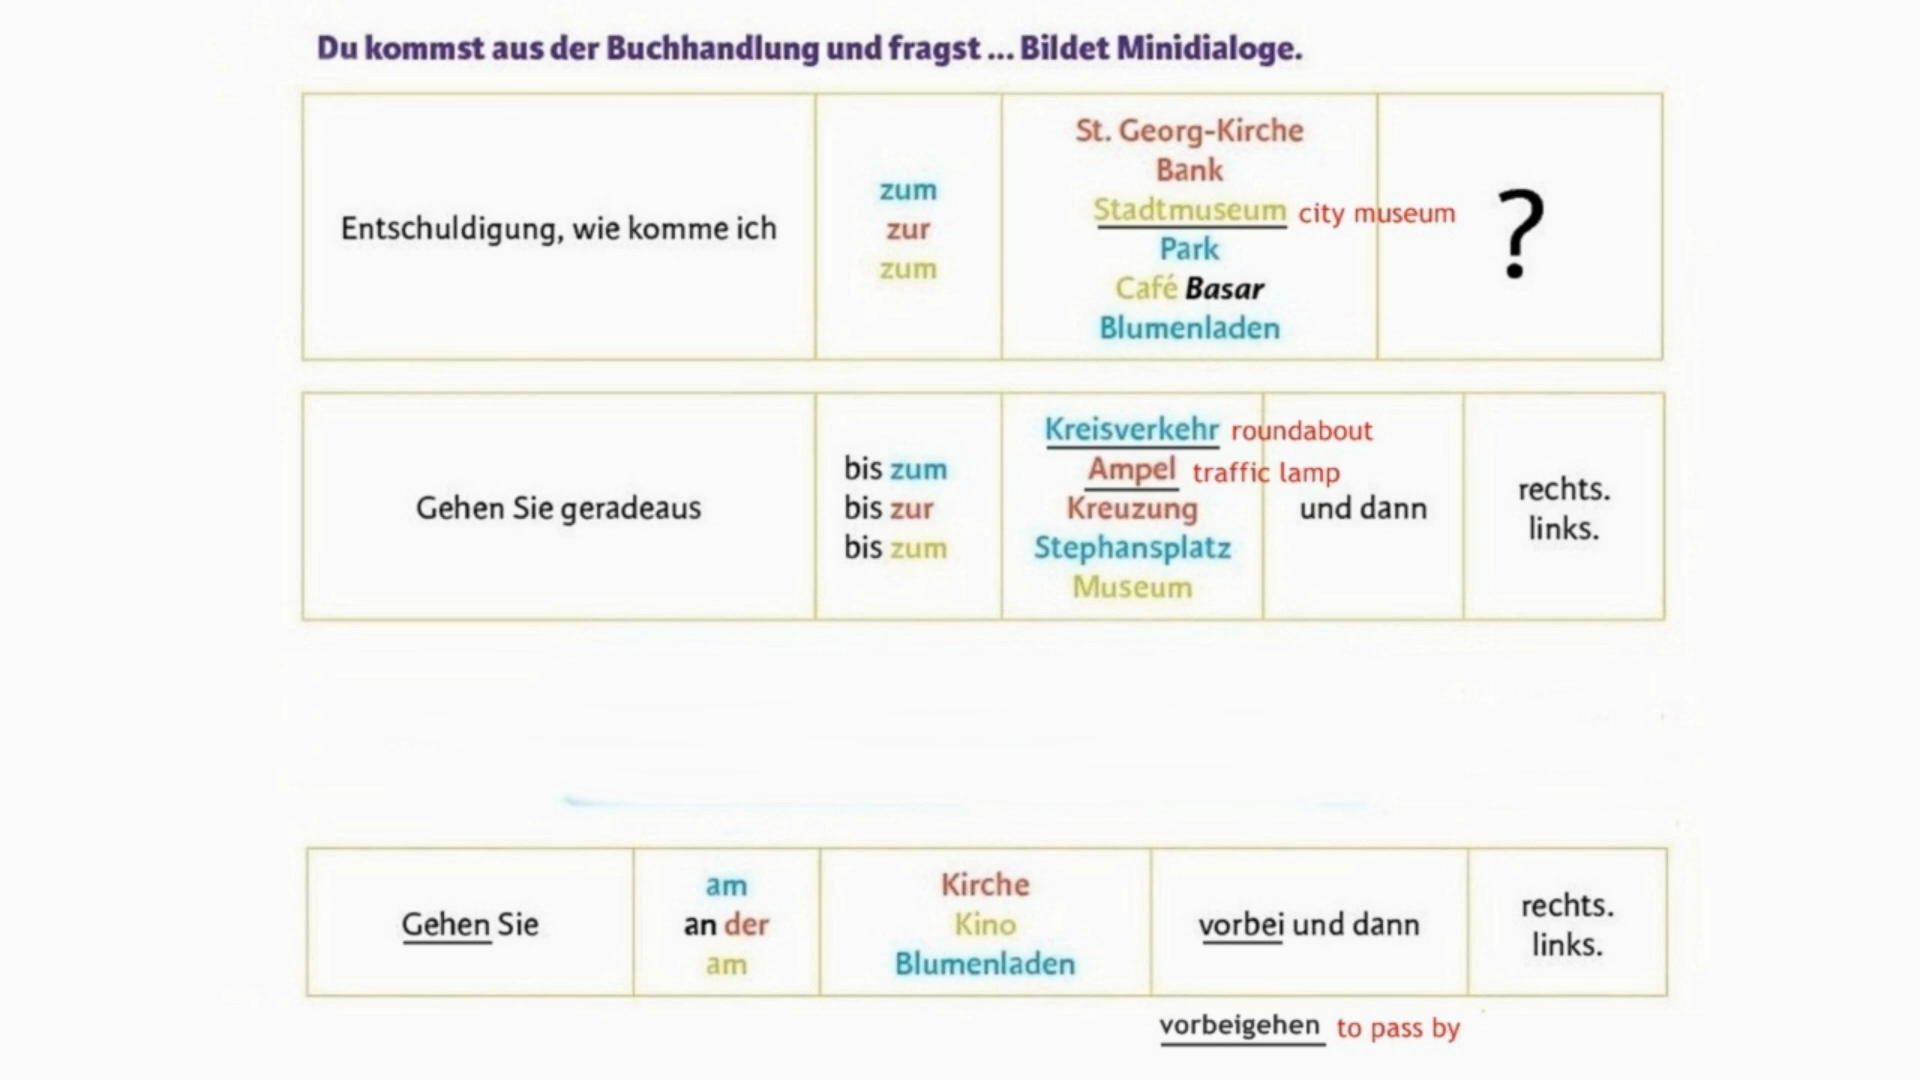 Du kommst aus der Buchhandlung und fragst ... Bildet Minidialoge.
Entschuldigung, wie komme ich
zum
zur
zum
St. Georg-Kirche
Bank
Stadtmuseum city museum
Park
Café Basar
Blumenladen
?
Gehen Sie geradeaus
bis zum
bis zur
bis zum
Kreisverkehr roundabout
Ampel traffic lamp
Kreuzung
Stephansplatz
Museum
und dann
rechts.
links.
Gehen Sie
am
an der
am
Kirche
Kino
Blumenladen
vorbei und dann
rechts.
links.
vorbeigehen to pass by